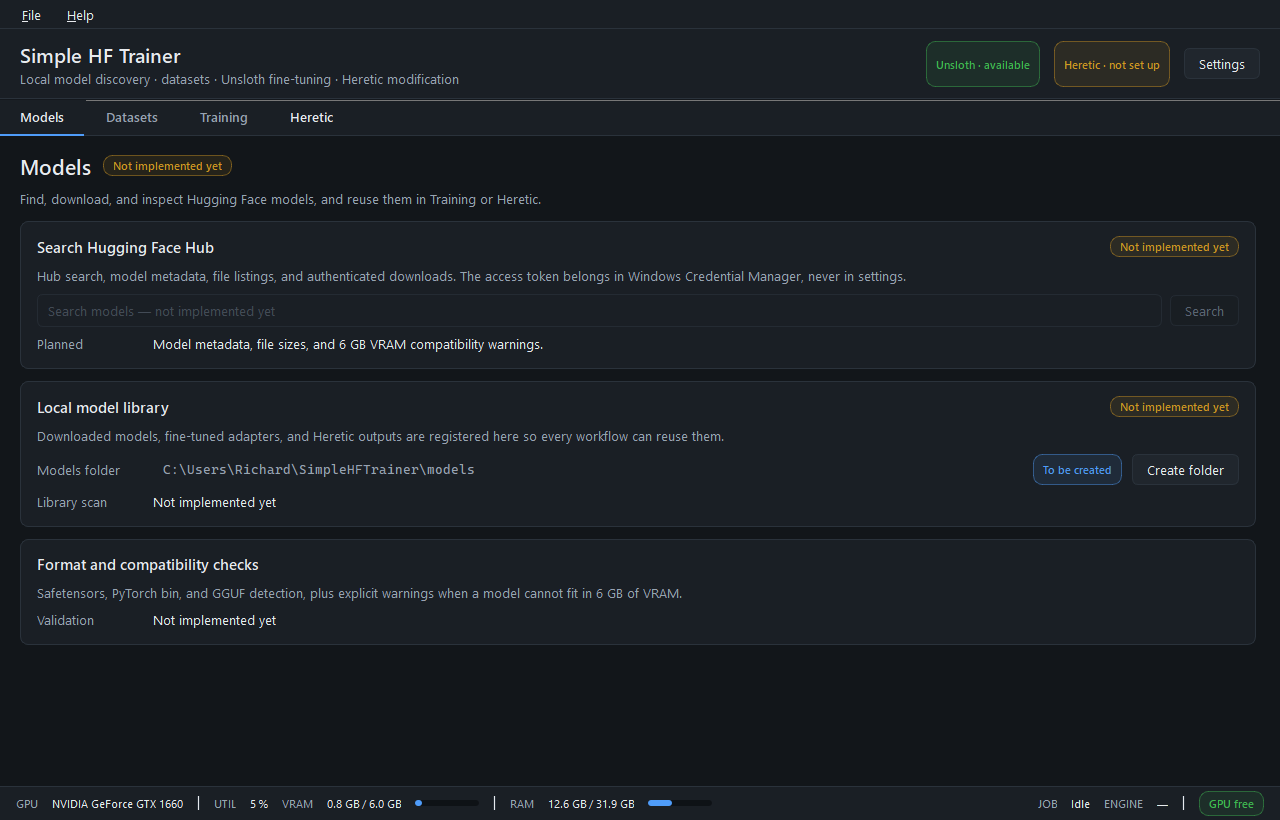 File Help
Simple HF Trainer
Local model discovery · datasets · Unsloth fine-tuning · Heretic modification
Unsloth · available
Heretic · not set up
Settings
Models Datasets Training Heretic
Models Not implemented yet
Find, download, and inspect Hugging Face models, and reuse them in Training or Heretic.
Search Hugging Face Hub Not implemented yet
Hub search, model metadata, file listings, and authenticated downloads. The access token belongs in Windows Credential Manager, never in settings.
Search models — not implemented yet Search
Planned Model metadata, file sizes, and 6 GB VRAM compatibility warnings.
Local model library Not implemented yet
Downloaded models, fine-tuned adapters, and Heretic outputs are registered here so every workflow can reuse them.
Models folder C:\Users\Richard\SimpleHFTrainer\models To be created Create folder
Library scan Not implemented yet
Format and compatibility checks
Safetensors, PyTorch bin, and GGUF detection, plus explicit warnings when a model cannot fit in 6 GB of VRAM.
Validation Not implemented yet
GPU NVIDIA GeForce GTX 1660 | UTIL 5 % VRAM 0.8 GB / 6.0 GB | RAM 12.6 GB / 31.9 GB JOB Idle ENGINE — | GPU free